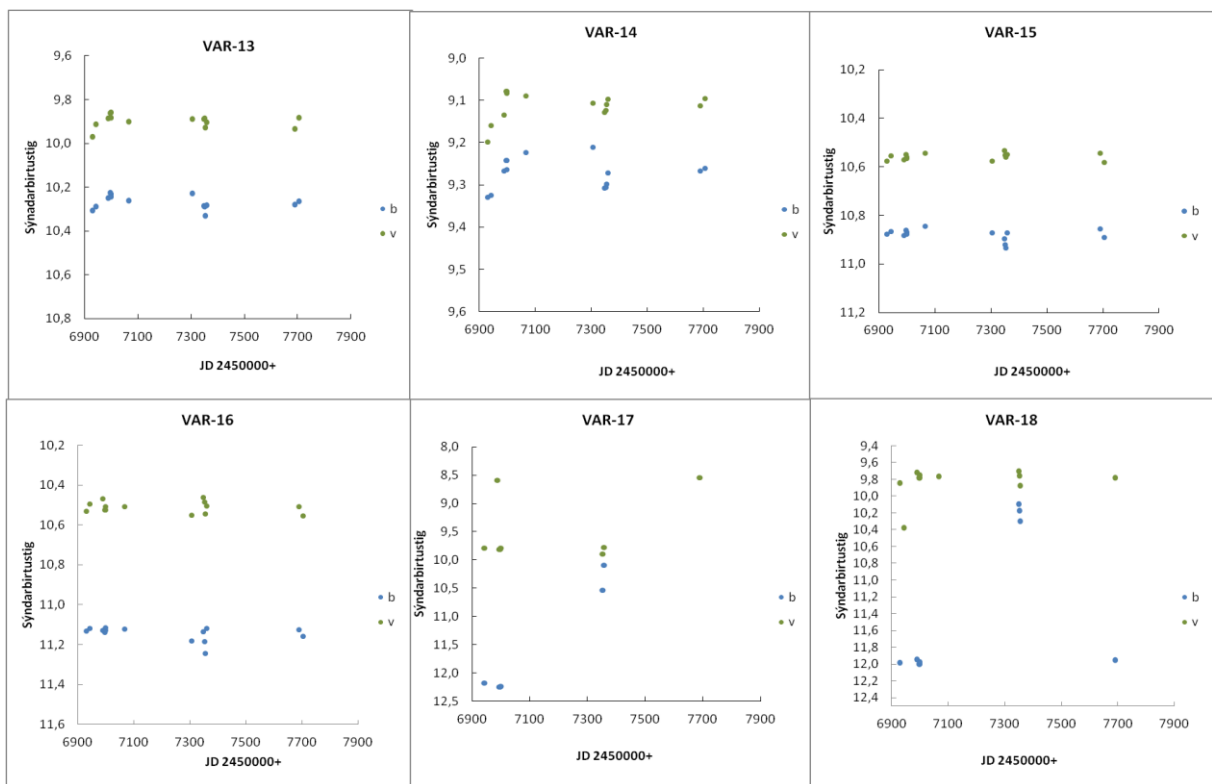 VAR-13
9,6
9,8
10,0
10,2
10,4
10,6
10,8
Sýnadarbirtustig
6900 7100 7300 7500 7700 7900
JD 2450000+
b
v
VAR-14
9,0
9,1
9,2
9,3
9,4
9,5
9,6
Sýndarbirtustig
6900 7100 7300 7500 7700 7900
JD 2450000+
b
v
VAR-15
10,2
10,4
10,6
10,8
11,0
11,2
Sýndarbirtustig
6900 7100 7300 7500 7700 7900
JD 2450000+
b
v
VAR-16
10,2
10,4
10,6
10,8
11,0
11,2
11,4
11,6
Sýndarbirtustig
6900 7100 7300 7500 7700 7900
JD 2450000+
b
v
VAR-17
8,0
8,5
9,0
9,5
10,0
10,5
11,0
11,5
12,0
12,5
Sýndarbirtustig
6900 7100 7300 7500 7700 7900
JD 2450000+
b
v
VAR-18
9,4
9,6
9,8
10,0
10,2
10,4
10,6
10,8
11,0
11,2
11,4
11,6
11,8
12,0
12,2
12,4
Sýndarbirtustig
6900 7100 7300 7500 7700 7900
JD 2450000+
b
v